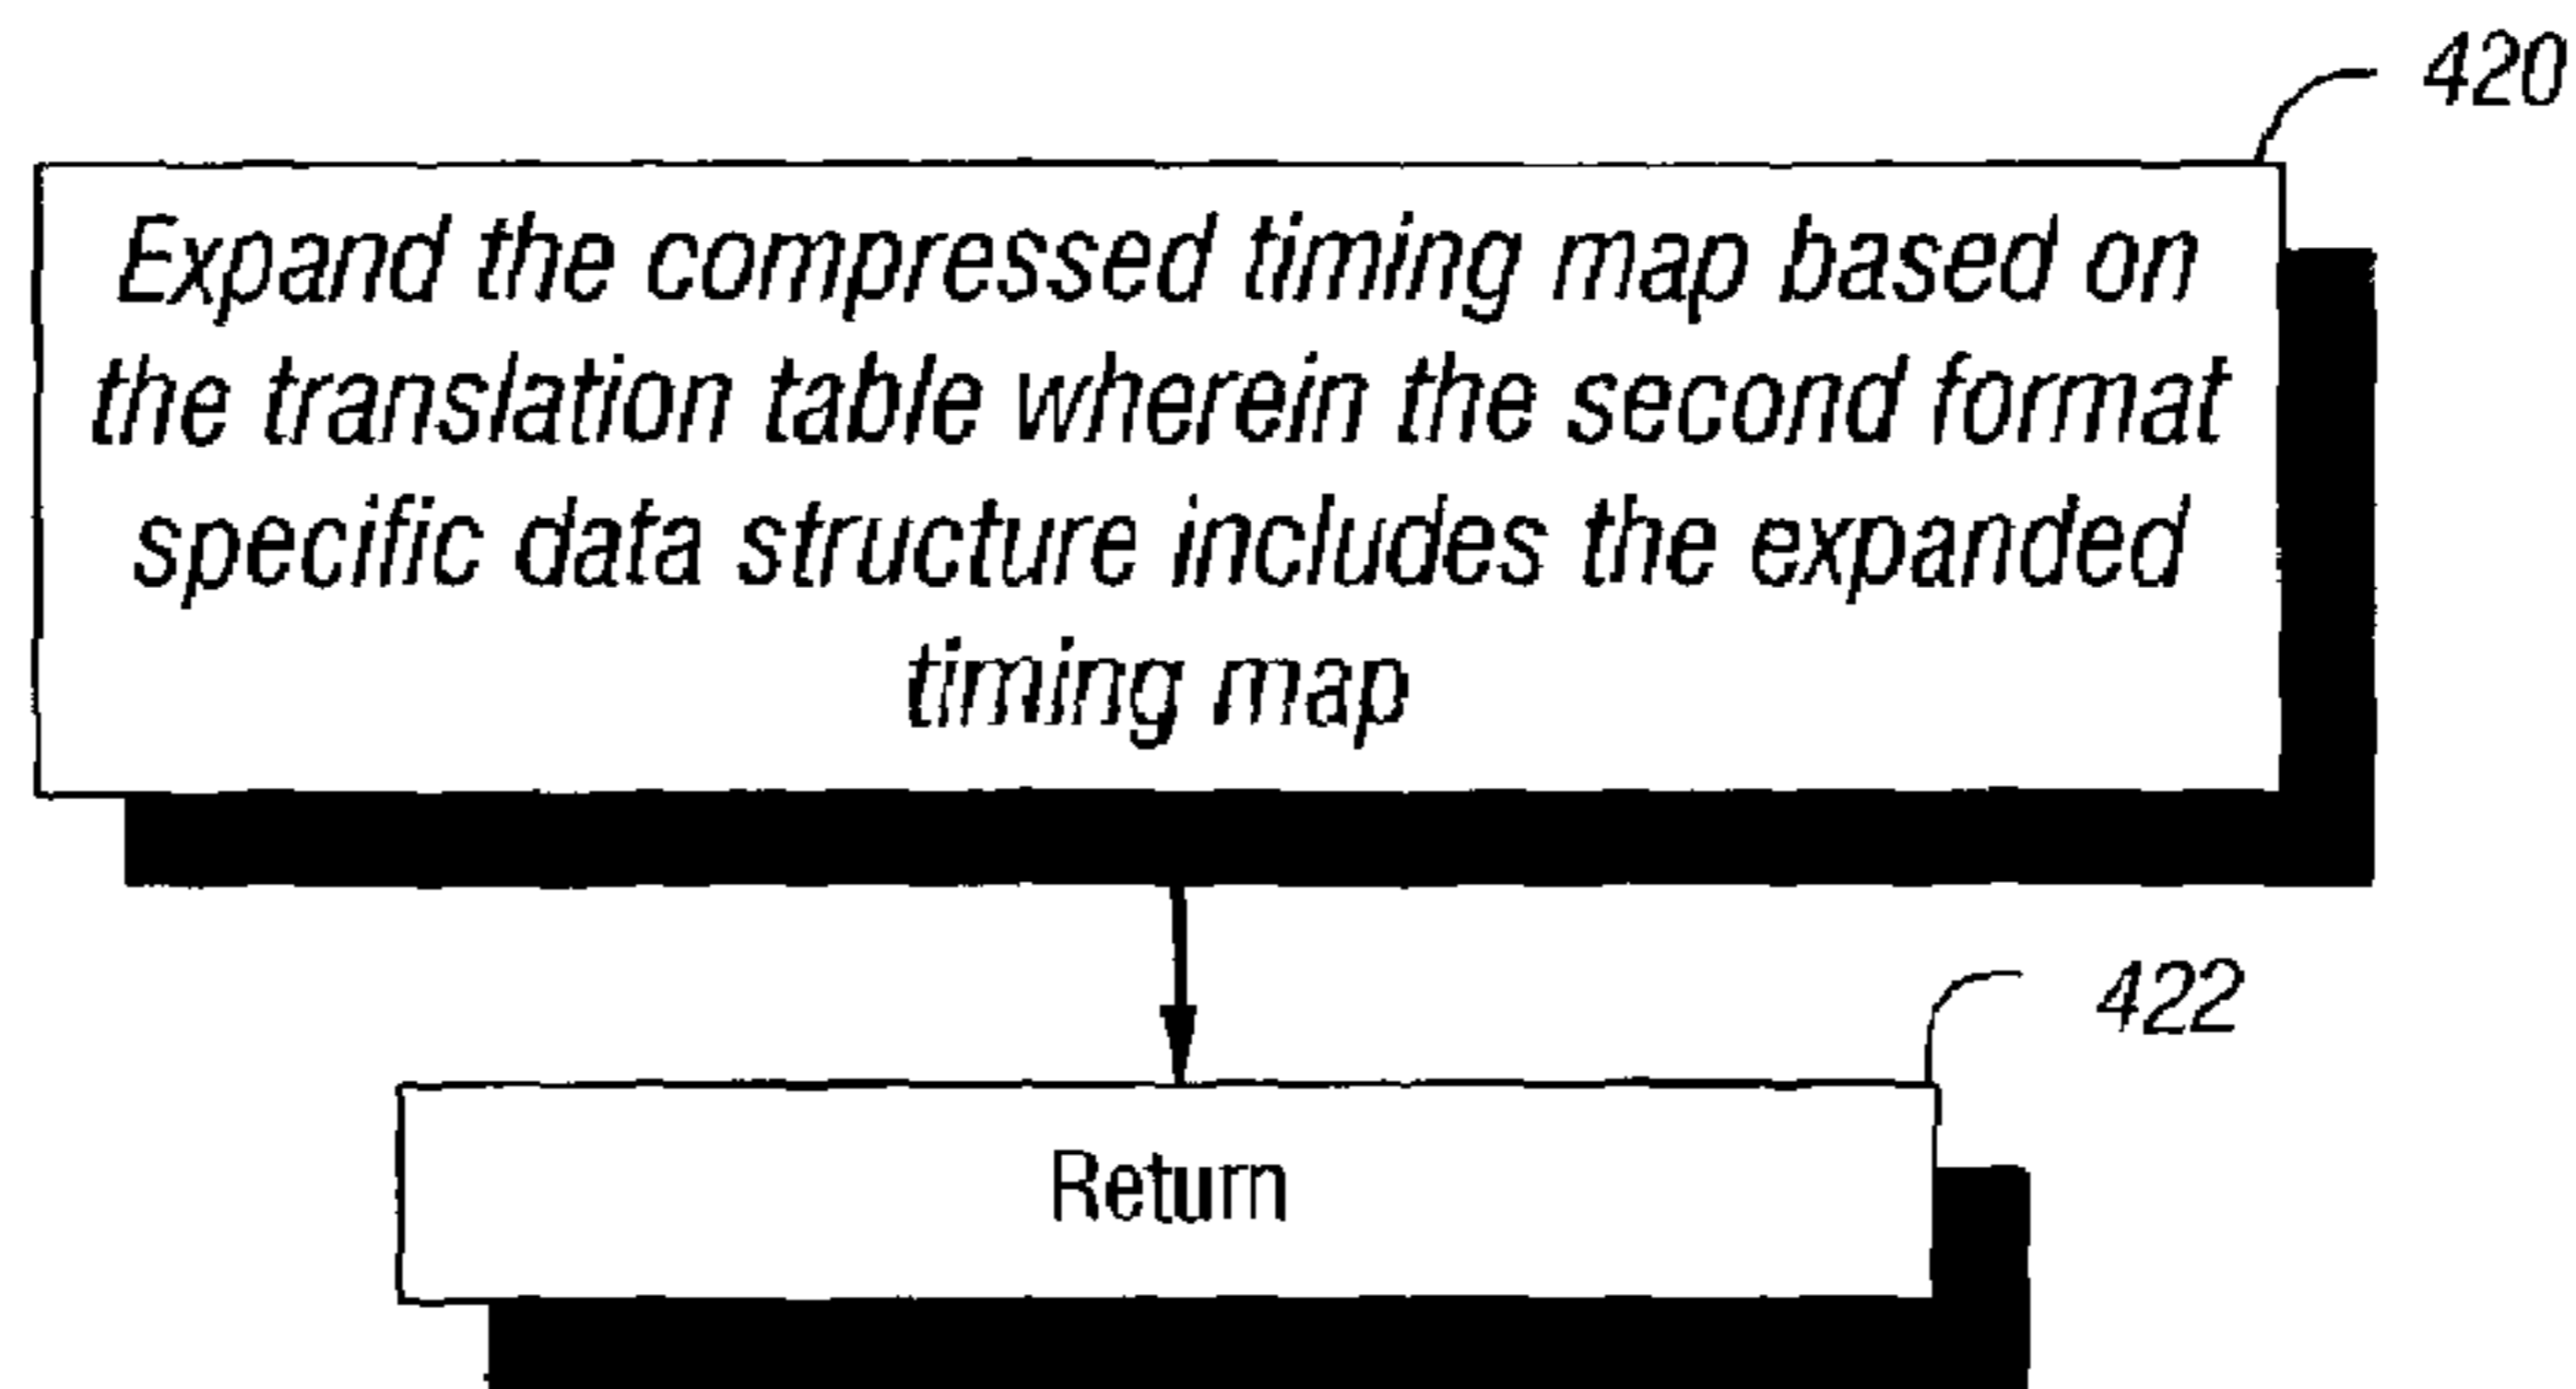 420
Expand the compressed timing map based on
the translation table wherein the second format
specific data structure includes the expanded
timing map
422
Return